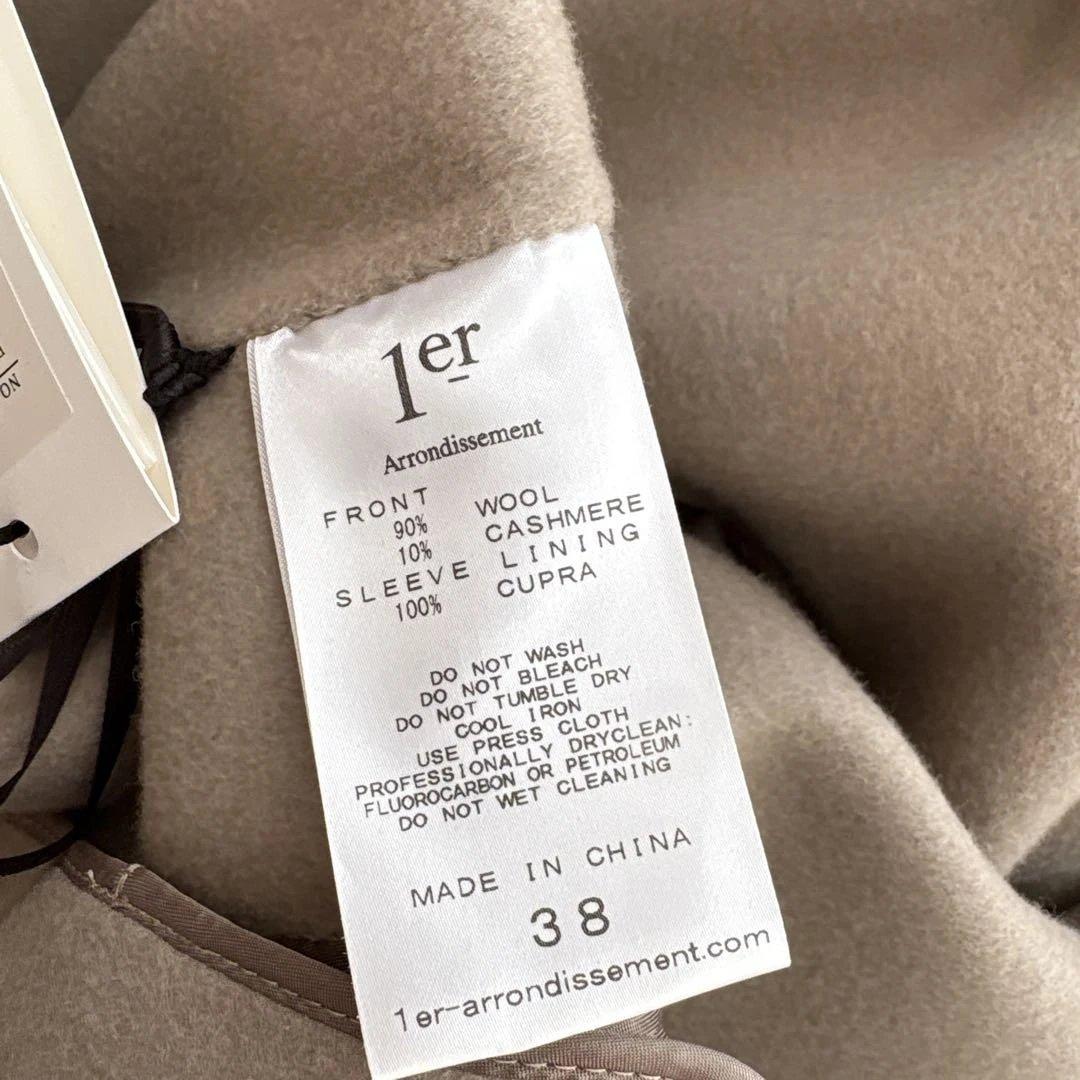 1er
Arrondissement
FRONT
90% WOOL
10% CASHMERE
SLEEVE LINING
100% CUPRA
DO NOT WASH
DO NOT BLEACH
DO NOT TUMBLE DRY
COOL IRON
USE PRESS CLOTH
PROFESSIONALLY DRYCLEAN:
FLUOROCARBON OR PETROLEUM
DO NOT WET CLEANING
MADE IN CHINA
38
1er-arrondissement.com